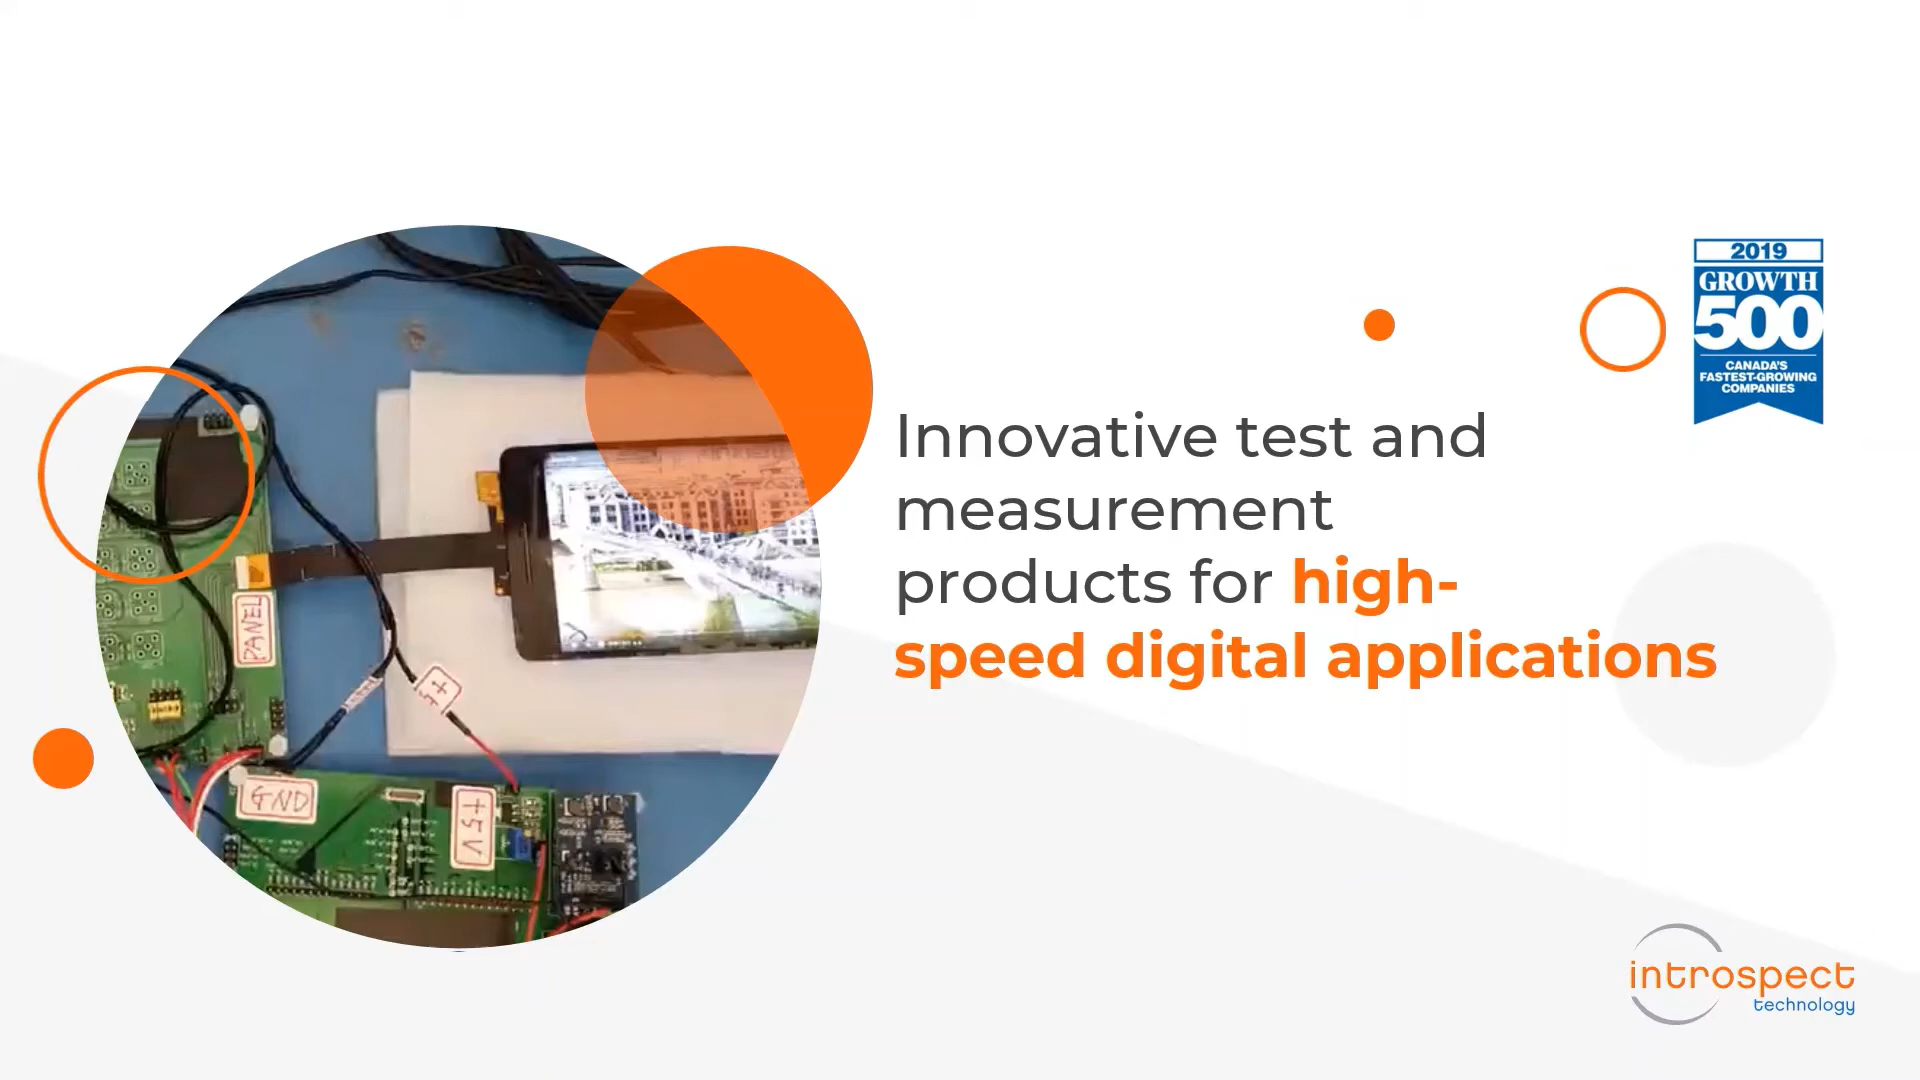 2019
GROWTH
500
CANADA'S
FASTEST-GROWING
COMPANIES
Innovative test and
measurement
products for high-
speed digital applications
PANEL
GND
+5V
introspect
technology